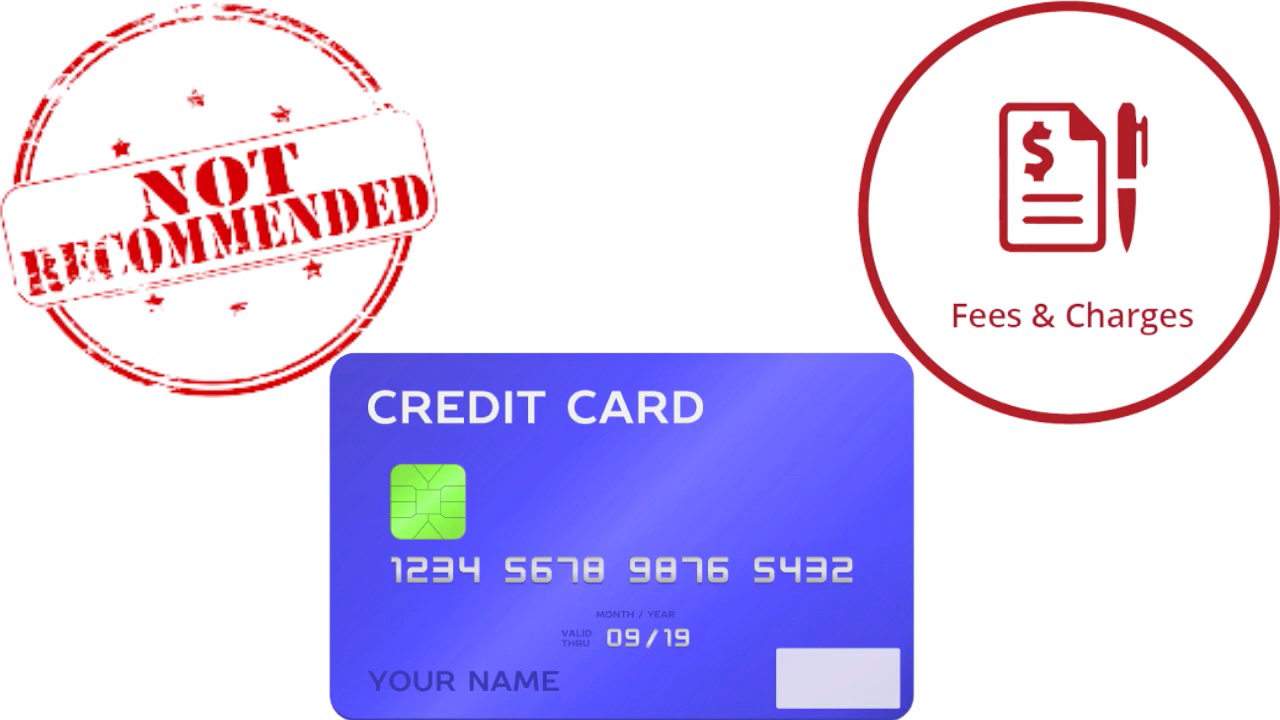 NOT
RECOMMENDED
$
Fees & Charges
CREDIT CARD
1234 5678 9876 5432
MONTH / YEAR
VALID
THRU
09/19
YOUR NAME